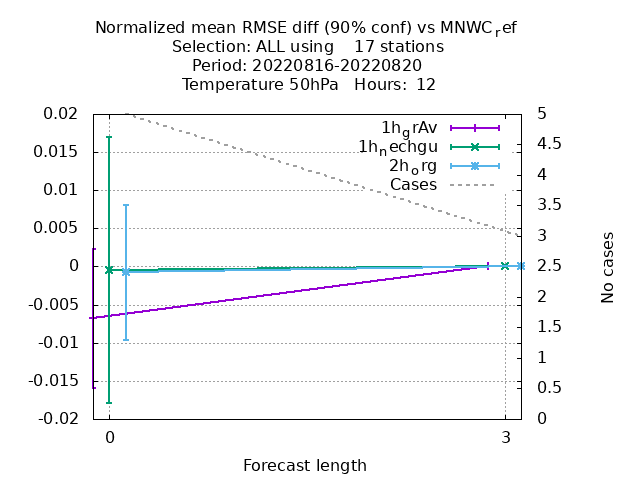 Normalized mean RMSE diff (90% conf) vs MNWC_ref
Selection: ALL using 17 stations
Period: 20220816-20220820
Temperature 50hPa Hours: 12
1h_grAv
1h_nechgu
2h_org
Cases
0.02
0.015
0.01
0.005
0
-0.005
-0.01
-0.015
-0.02
5
4.5
4
3.5
3
2.5
2
1.5
1
0.5
0
No cases
0
3
Forecast length